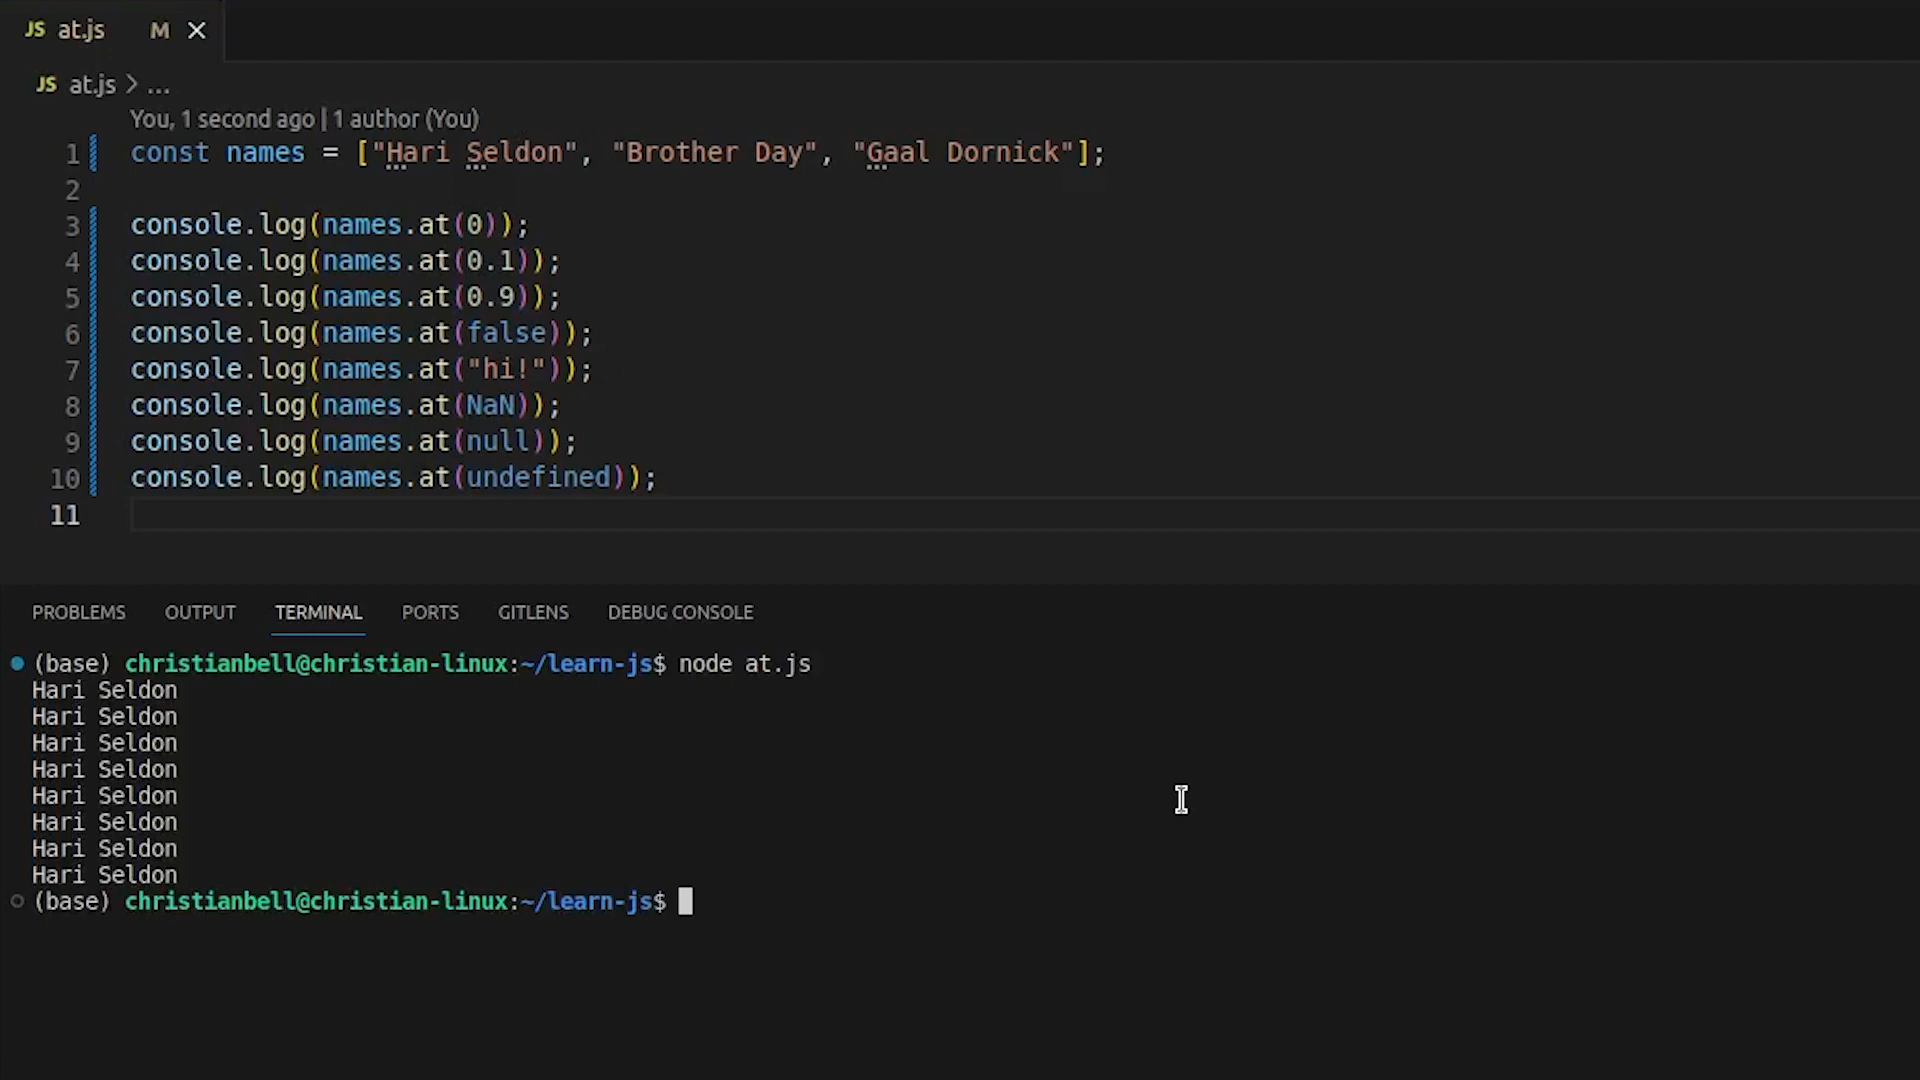 JS at.js M
JS at.js > ...
You, 1 second ago | 1 author (You)
1 const names = ["Hari Seldon", "Brother Day", "Gaal Dornick"];
2
3 console.log(names.at(0));
4 console.log(names.at(0.1));
5 console.log(names.at(0.9));
6 console.log(names.at(false));
7 console.log(names.at("hi!"));
8 console.log(names.at(NaN));
9 console.log(names.at(null));
10 console.log(names.at(undefined));
11
PROBLEMS OUTPUT TERMINAL PORTS GITLENS DEBUG CONSOLE
(base) christianbell@christian-linux:~/learn-js$ node at.js
Hari Seldon
Hari Seldon
Hari Seldon
Hari Seldon
Hari Seldon
Hari Seldon
Hari Seldon
Hari Seldon
(base) christianbell@christian-linux:~/learn-js$